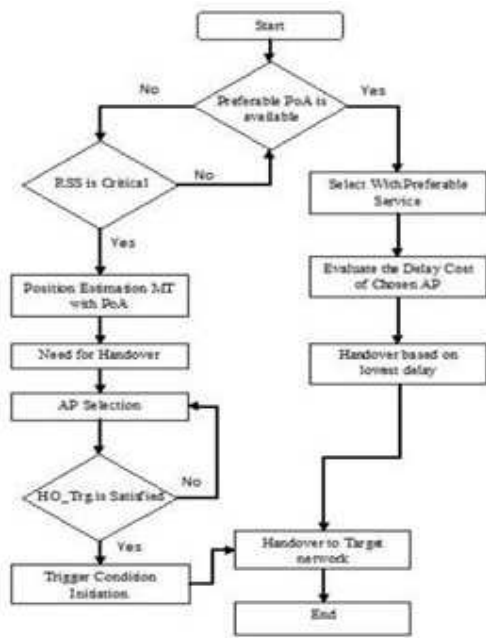 Start
No
Preferable PoA is
available
Yes
RSS is Critical
No
Select With Preferable
Service
Yes
Position Estimation MT
with PoA
Evaluate the Delay Cost
of Chosen AP
Need for Handover
Handover based on
lowest delay
AP Selection
HO_Trg.is Satisfied
No
Yes
Handover to Target
network
Trigger Condition
Initiation
End